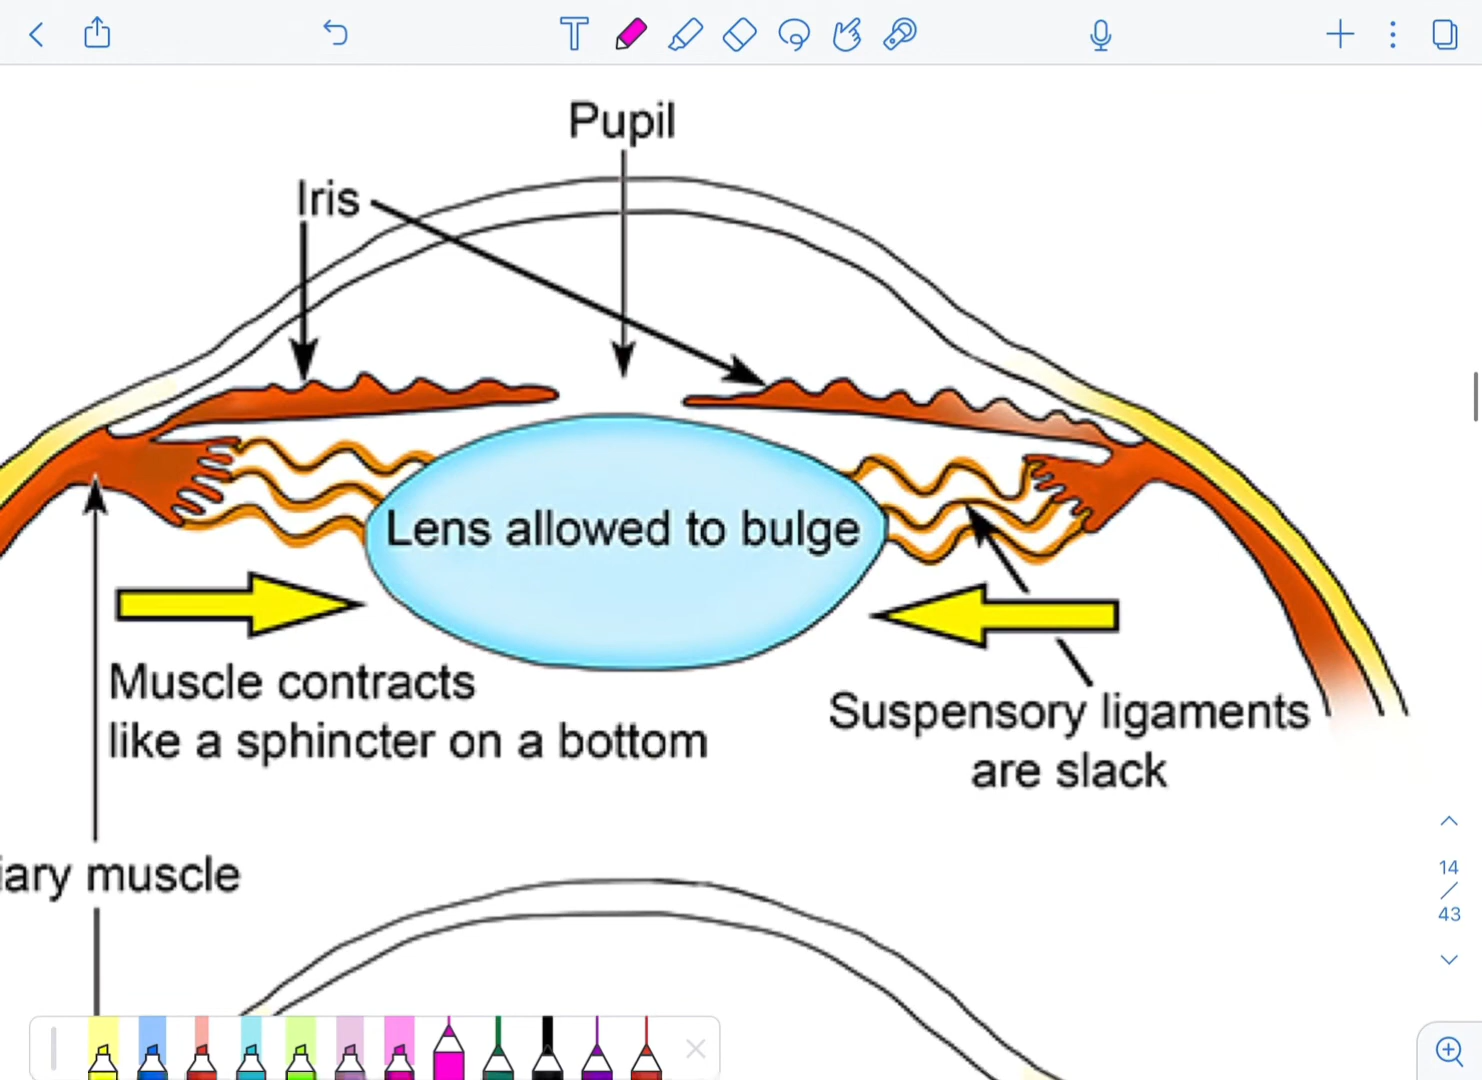 Pupil
Iris
Lens allowed to bulge
Muscle contracts
like a sphincter on a bottom
Suspensory ligaments
are slack
iary muscle
14
/
43